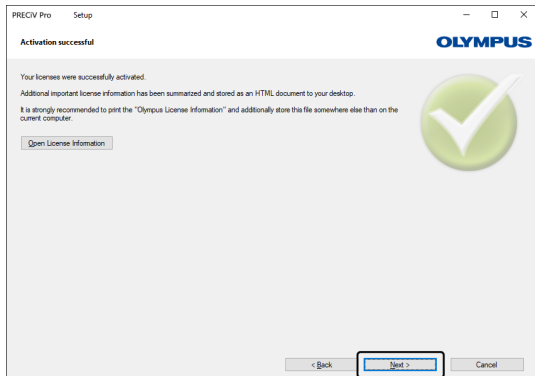 PRECiV Pro Setup
Activation successful
OLYMPUS
Your licenses were successfully activated.
Additional important license information has been summarized and stored as an HTML document to your desktop.
It is strongly recommended to print the "Olympus License Information" and additionally store this file somewhere else than on the
current computer.
Open License Information
< Back Next > Cancel